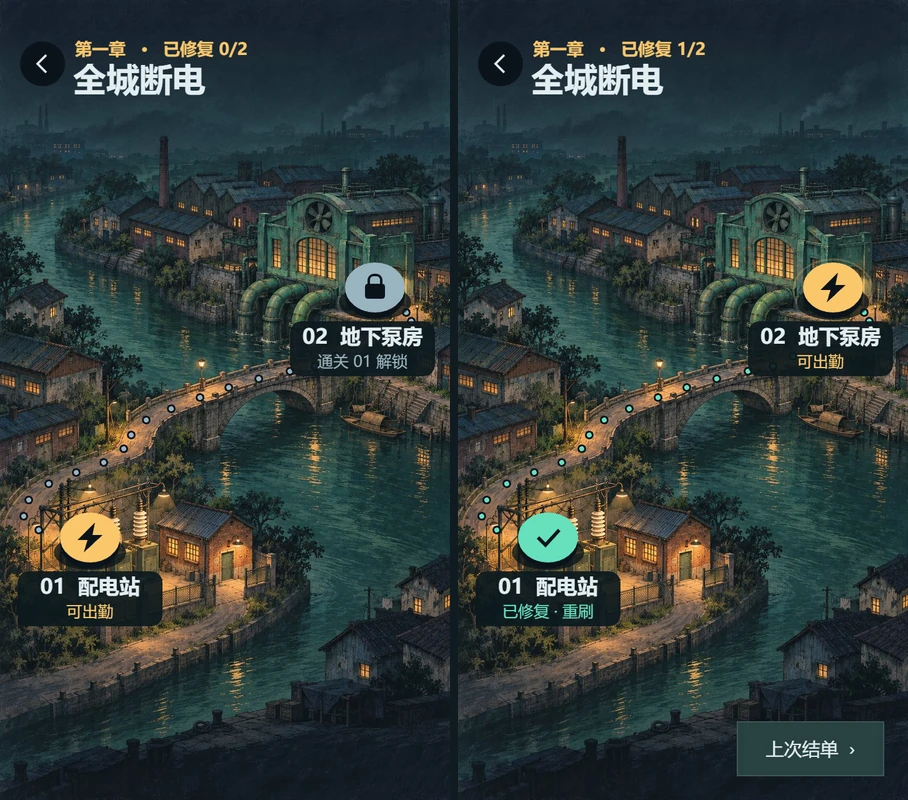 第一章 · 已修复 0/2
全城断电
02 地下泵房
通关 01 解锁
01 配电站
可出勤
第一章 · 已修复 1/2
全城断电
02 地下泵房
可出勤
01 配电站
已修复 · 重刷
上次结单 ›